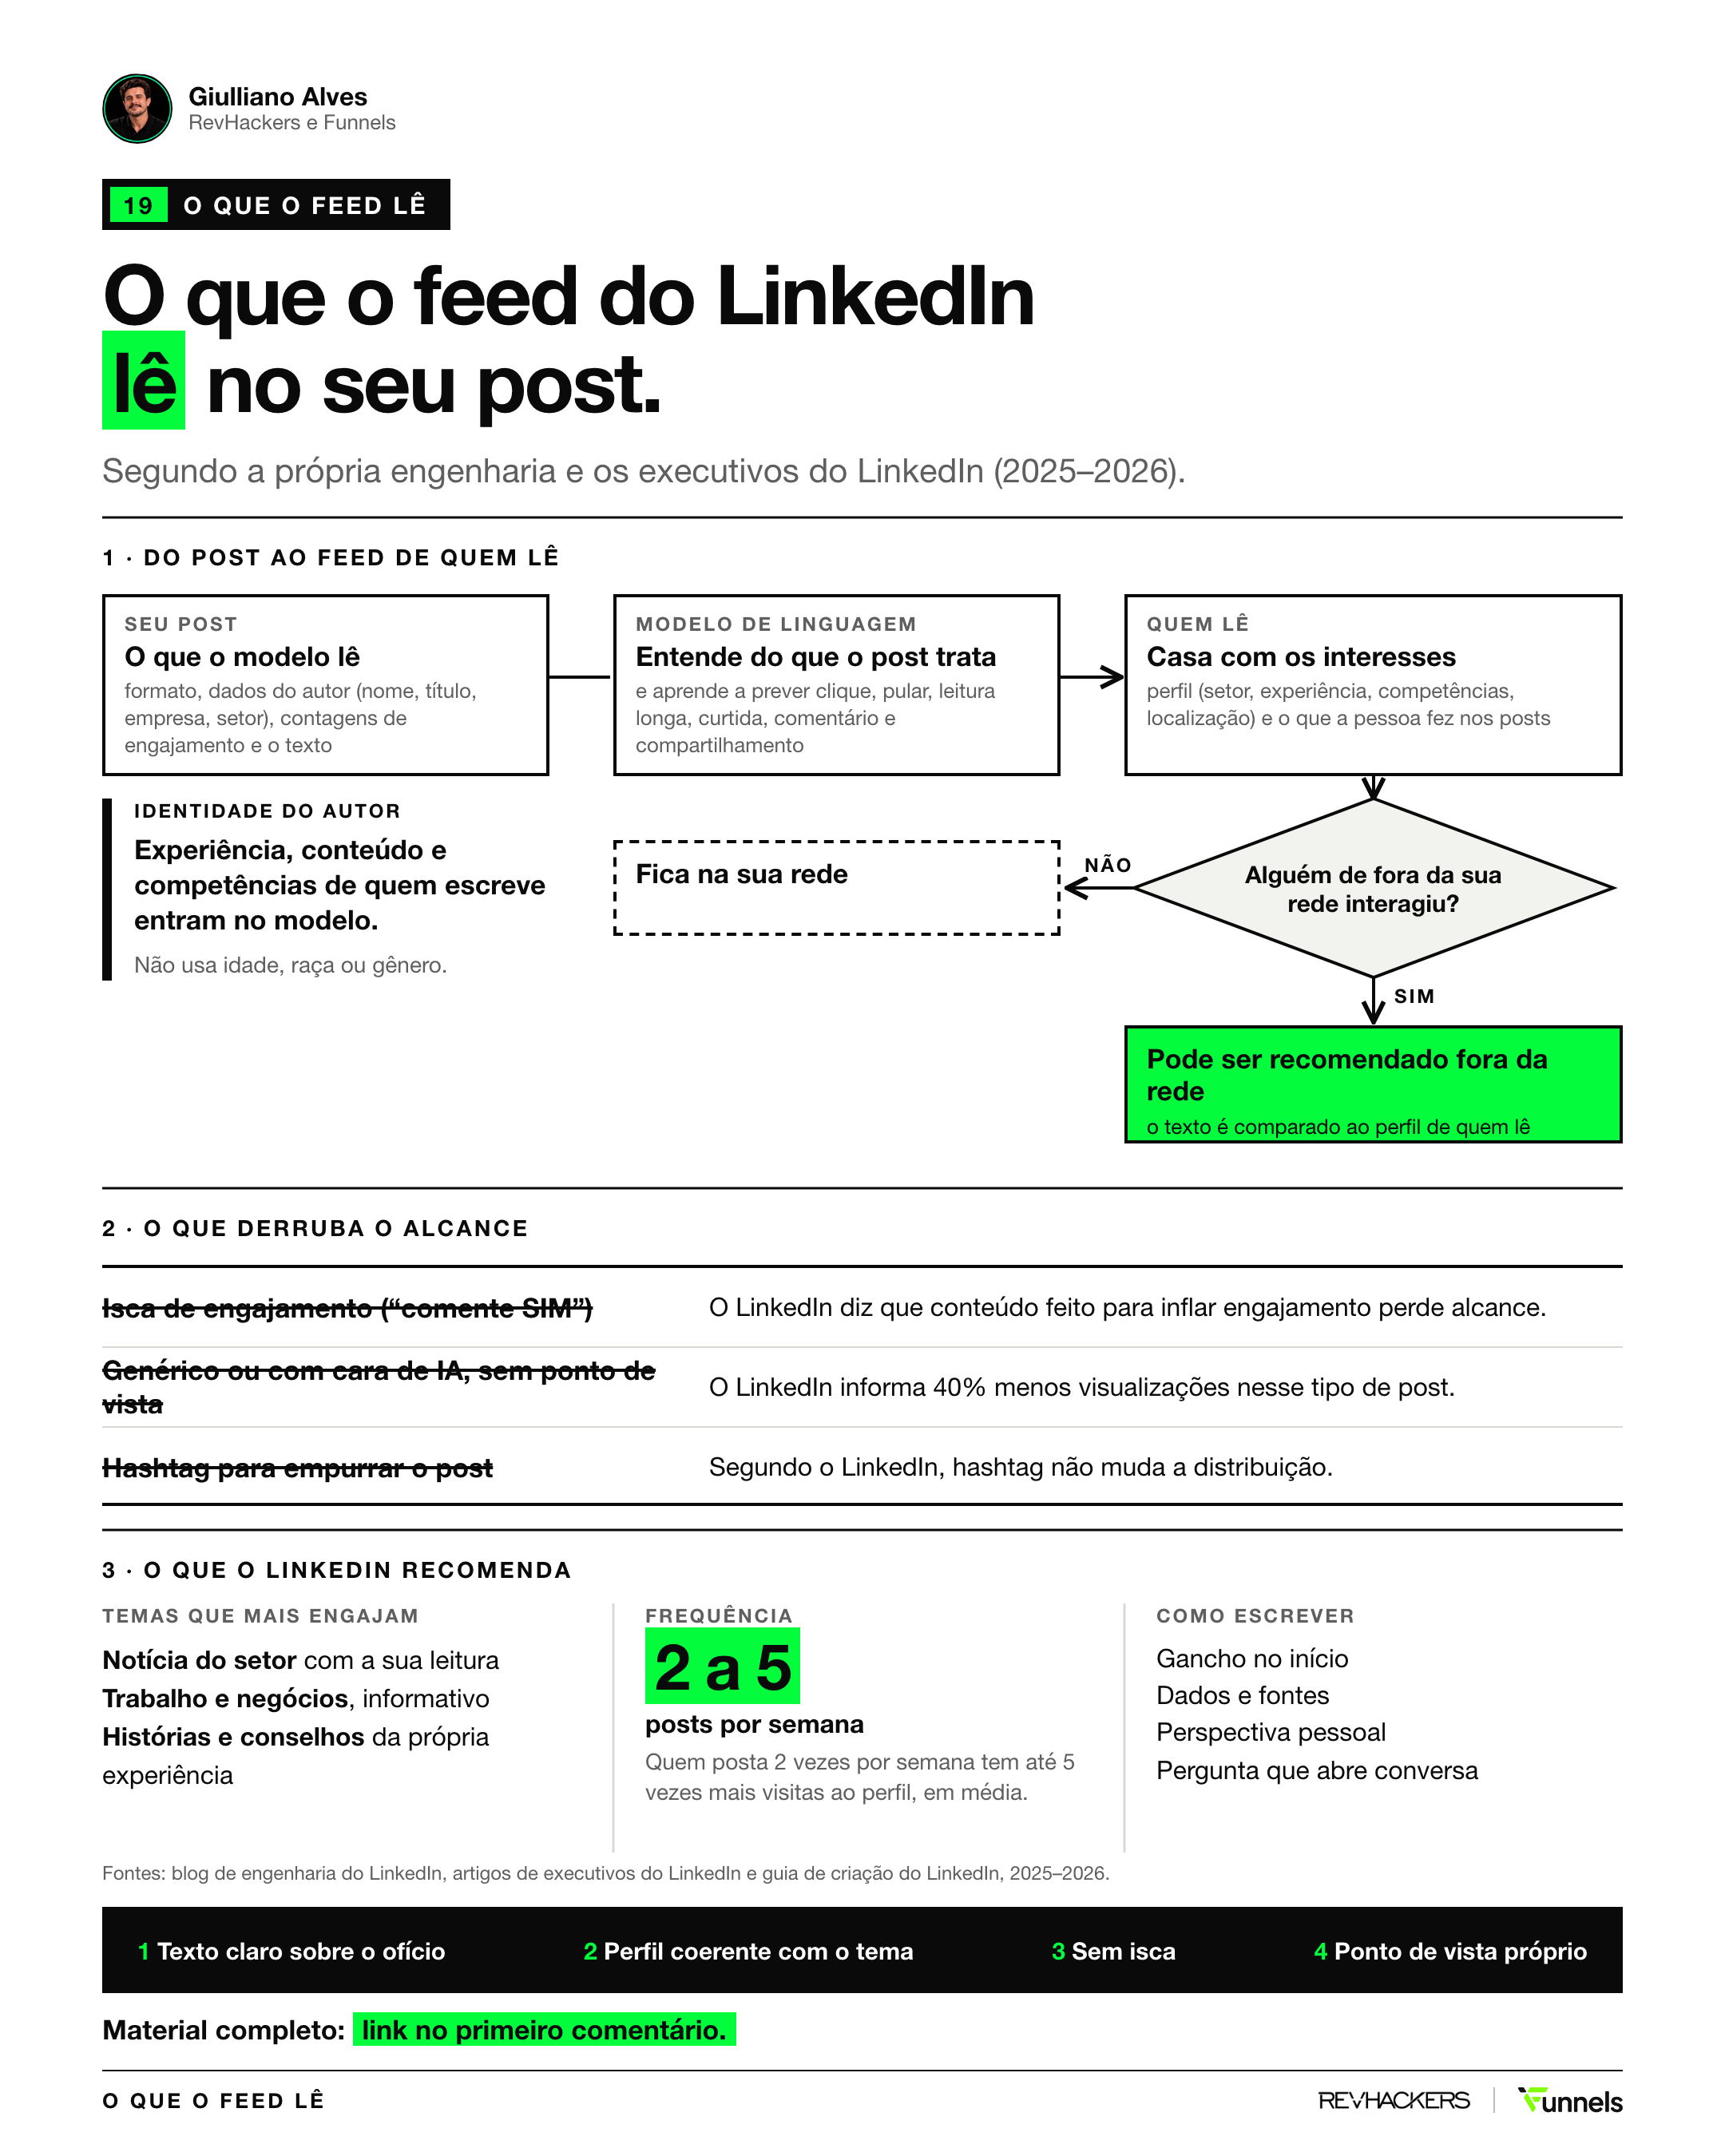 Giulliano Alves
RevHackers e Funnels
19 O QUE O FEED LÊ
O que o feed do LinkedIn
lê no seu post.
Segundo a própria engenharia e os executivos do LinkedIn (2025–2026).
1 · DO POST AO FEED DE QUEM LÊ
SEU POST
O que o modelo lê
formato, dados do autor (nome, título,
empresa, setor), contagens de
engajamento e o texto
MODELO DE LINGUAGEM
Entende do que o post trata
e aprende a prever clique, pular, leitura
longa, curtida, comentário e
compartilhamento
QUEM LÊ
Casa com os interesses
perfil (setor, experiência, competências,
localização) e o que a pessoa fez nos posts
IDENTIDADE DO AUTOR
Experiência, conteúdo e
competências de quem escreve
entram no modelo.
Não usa idade, raça ou gênero.
Fica na sua rede
NÃO
Alguém de fora da sua
rede interagiu?
SIM
Pode ser recomendado fora da
rede
o texto é comparado ao perfil de quem lê
2 · O QUE DERRUBA O ALCANCE
Isca de engajamento (“comente SIM”)
O LinkedIn diz que conteúdo feito para inflar engajamento perde alcance.
Genérico ou com cara de IA, sem ponto de
vista
O LinkedIn informa 40% menos visualizações nesse tipo de post.
Hashtag para empurrar o post
Segundo o LinkedIn, hashtag não muda a distribuição.
3 · O QUE O LINKEDIN RECOMENDA
TEMAS QUE MAIS ENGAJAM
Notícia do setor com a sua leitura
Trabalho e negócios, informativo
Histórias e conselhos da própria
experiência
FREQUÊNCIA
2 a 5
posts por semana
Quem posta 2 vezes por semana tem até 5
vezes mais visitas ao perfil, em média.
COMO ESCREVER
Gancho no início
Dados e fontes
Perspectiva pessoal
Pergunta que abre conversa
Fontes: blog de engenharia do LinkedIn, artigos de executivos do LinkedIn e guia de criação do LinkedIn, 2025–2026.
1 Texto claro sobre o ofício
2 Perfil coerente com o tema
3 Sem isca
4 Ponto de vista próprio
Material completo: link no primeiro comentário.
O QUE O FEED LÊ
REVHACKERS
Funnels